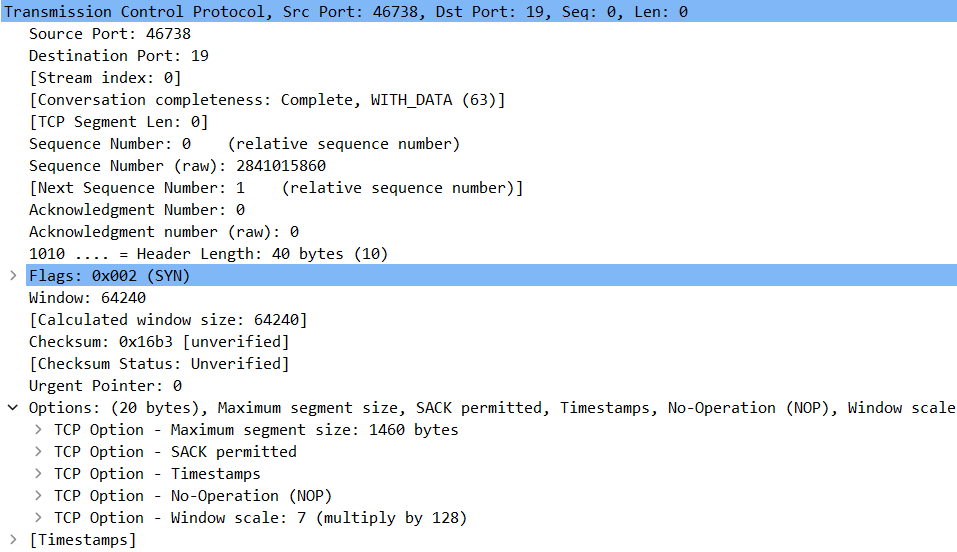 Transmission Control Protocol, Src Port: 46738, Dst Port: 19, Seq: 0, Len: 0
Source Port: 46738
Destination Port: 19
[Stream index: 0]
[Conversation completeness: Complete, WITH_DATA (63)]
[TCP Segment Len: 0]
Sequence Number: 0    (relative sequence number)
Sequence Number (raw): 2841015860
[Next Sequence Number: 1    (relative sequence number)]
Acknowledgment Number: 0
Acknowledgment number (raw): 0
1010 .... = Header Length: 40 bytes (10)
Flags: 0x002 (SYN)
Window: 64240
[Calculated window size: 64240]
Checksum: 0x16b3 [unverified]
[Checksum Status: Unverified]
Urgent Pointer: 0
Options: (20 bytes), Maximum segment size, SACK permitted, Timestamps, No-Operation (NOP), Window scale
TCP Option - Maximum segment size: 1460 bytes
TCP Option - SACK permitted
TCP Option - Timestamps
TCP Option - No-Operation (NOP)
TCP Option - Window scale: 7 (multiply by 128)
[Timestamps]